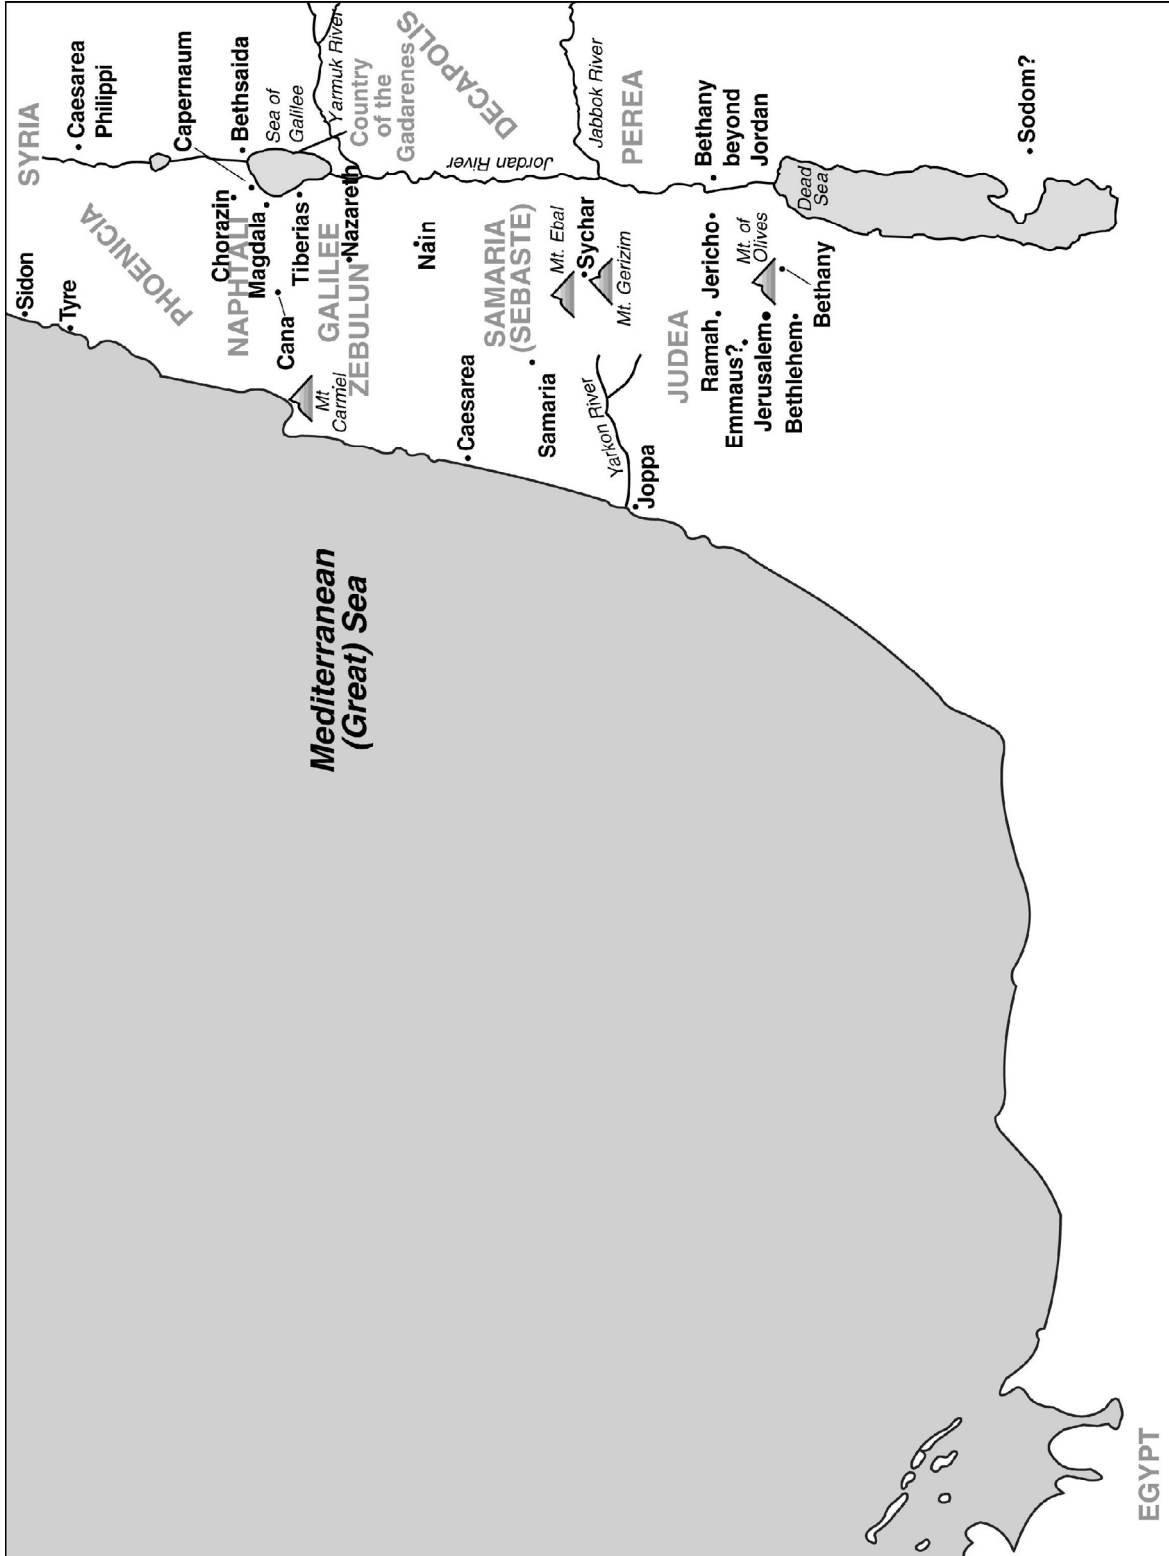 SYRIA
Caesarea
Philippi
Sidon
Tyre
PHOENICIA
Capernaum
Bethsaida
Chorazin
NAPHTALI
Magdala
Sea of
Galilee
Cana
Tiberias
GALILEE
Yarmuk River
Mt
Carmel
ZEBULUN
Nazareth
Country
of the
Gadarenes
DECAPOLIS
Nain
Jordan River
Caesarea
SAMARIA
(SEBASTE)
Samaria
Mt. Ebal
Sychar
Mt. Gerizim
Jabbok River
Yarkon River
Joppa
PEREA
JUDEA
Ramah
Jericho
Bethany
beyond
Jordan
Emmaus?
Jerusalem
Mt. of
Olives
Bethlehem
Bethany
Dead
Sea
Sodom?
Mediterranean
(Great) Sea
EGYPT